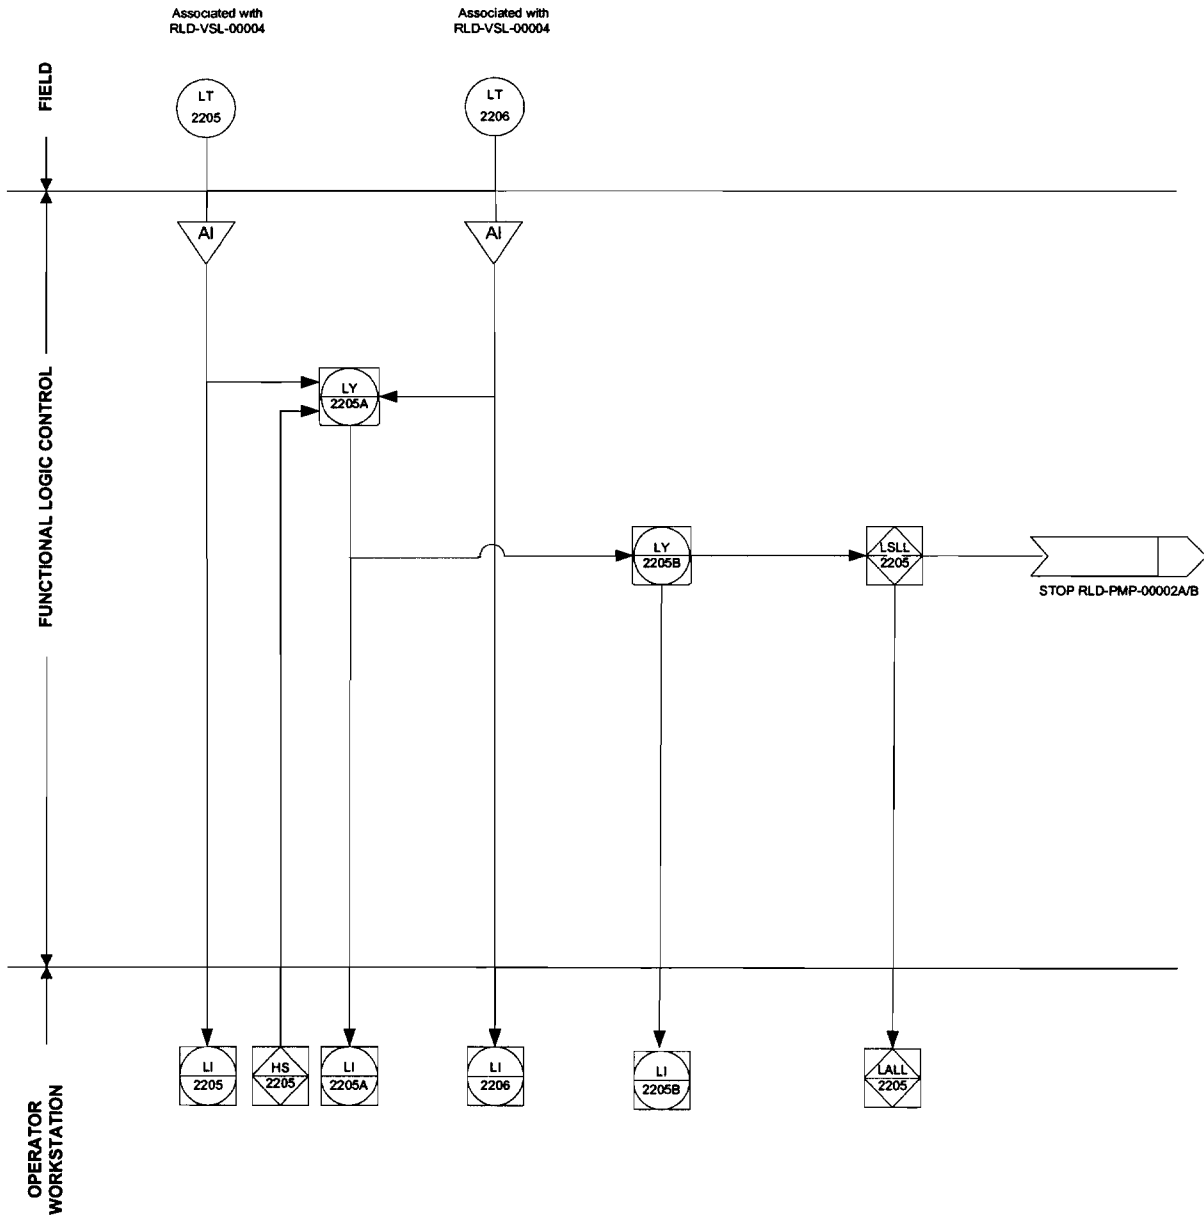 Associated with
RLD-VSL-00004
Associated with
RLD-VSL-00004
FIELD
LT
2205
LT
2206
AI
AI
FUNCTIONAL LOGIC CONTROL
LY
2205A
LY
2205B
LSLL
2205
STOP RLD-PMP-00002A/B
OPERATOR
WORKSTATION
LI
2205
HS
2205
LI
2205A
LI
2206
LI
2205B
LALL
2205